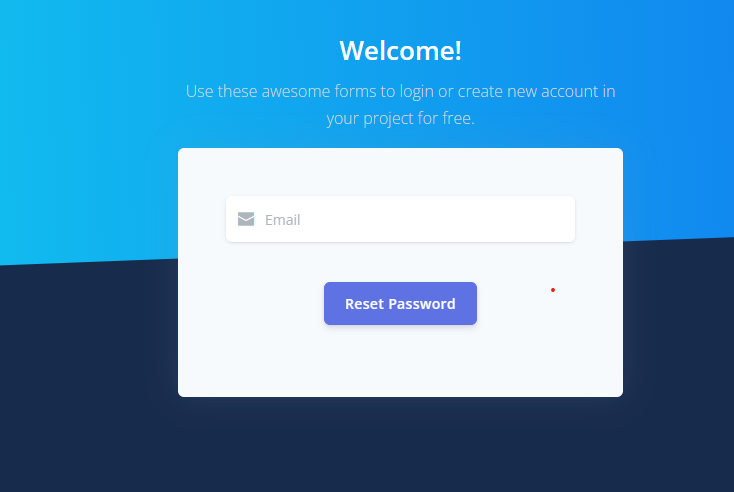 Welcome!
Use these awesome forms to login or create new account in
your project for free.
Email
Reset Password